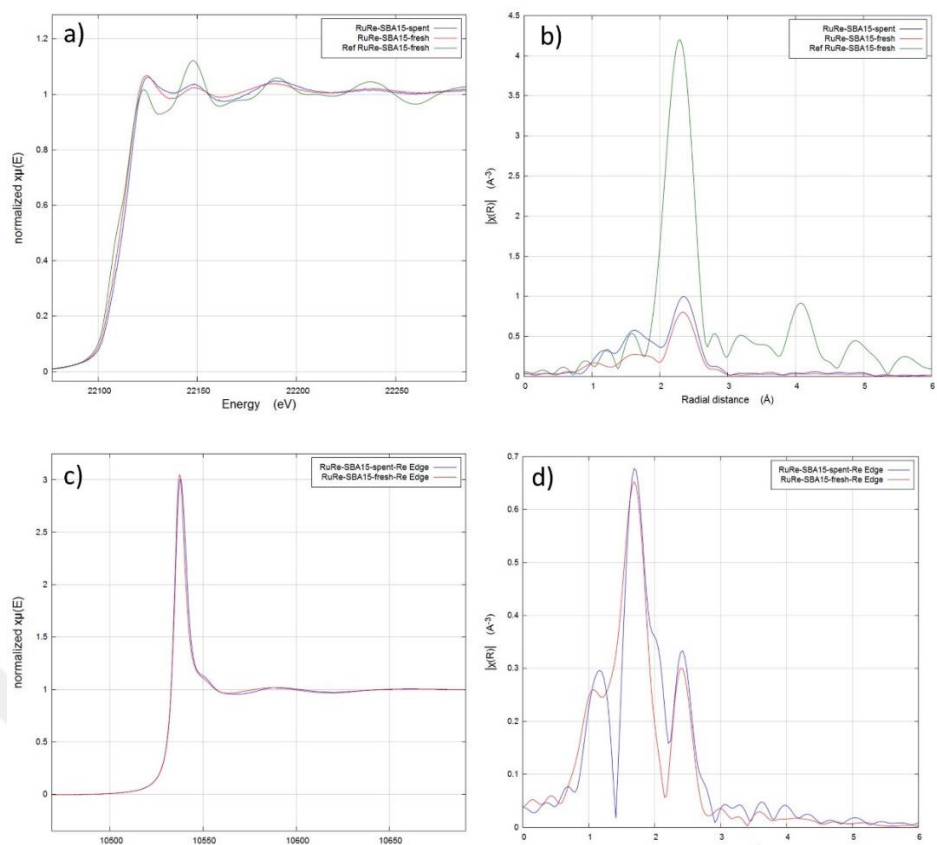 a)
RuRe-SBA15-spent
RuRe-SBA15-fresh
Ref RuRe-SBA15-fresh
normalized xμ(E)
1.2
1
0.8
0.6
0.4
0.2
0
22100
22150
22200
22250
Energy (eV)
b)
RuRe-SBA15-spent
RuRe-SBA15-fresh
Ref RuRe-SBA15-fresh
|χ(R)| (A⁻³)
4.5
4
3.5
3
2.5
2
1.5
1
0.5
0
0
1
2
3
4
5
6
Radial distance (Å)
c)
RuRe-SBA15-spent-Re Edge
RuRe-SBA15-fresh-Re Edge
normalized xμ(E)
3
2.5
2
1.5
1
0.5
0
10500
10550
10600
10650
d)
RuRe-SBA15-spent-Re Edge
RuRe-SBA15-fresh-Re Edge
|χ(R)| (A⁻³)
0.7
0.6
0.5
0.4
0.3
0.2
0.1
0
0
1
2
3
4
5
6